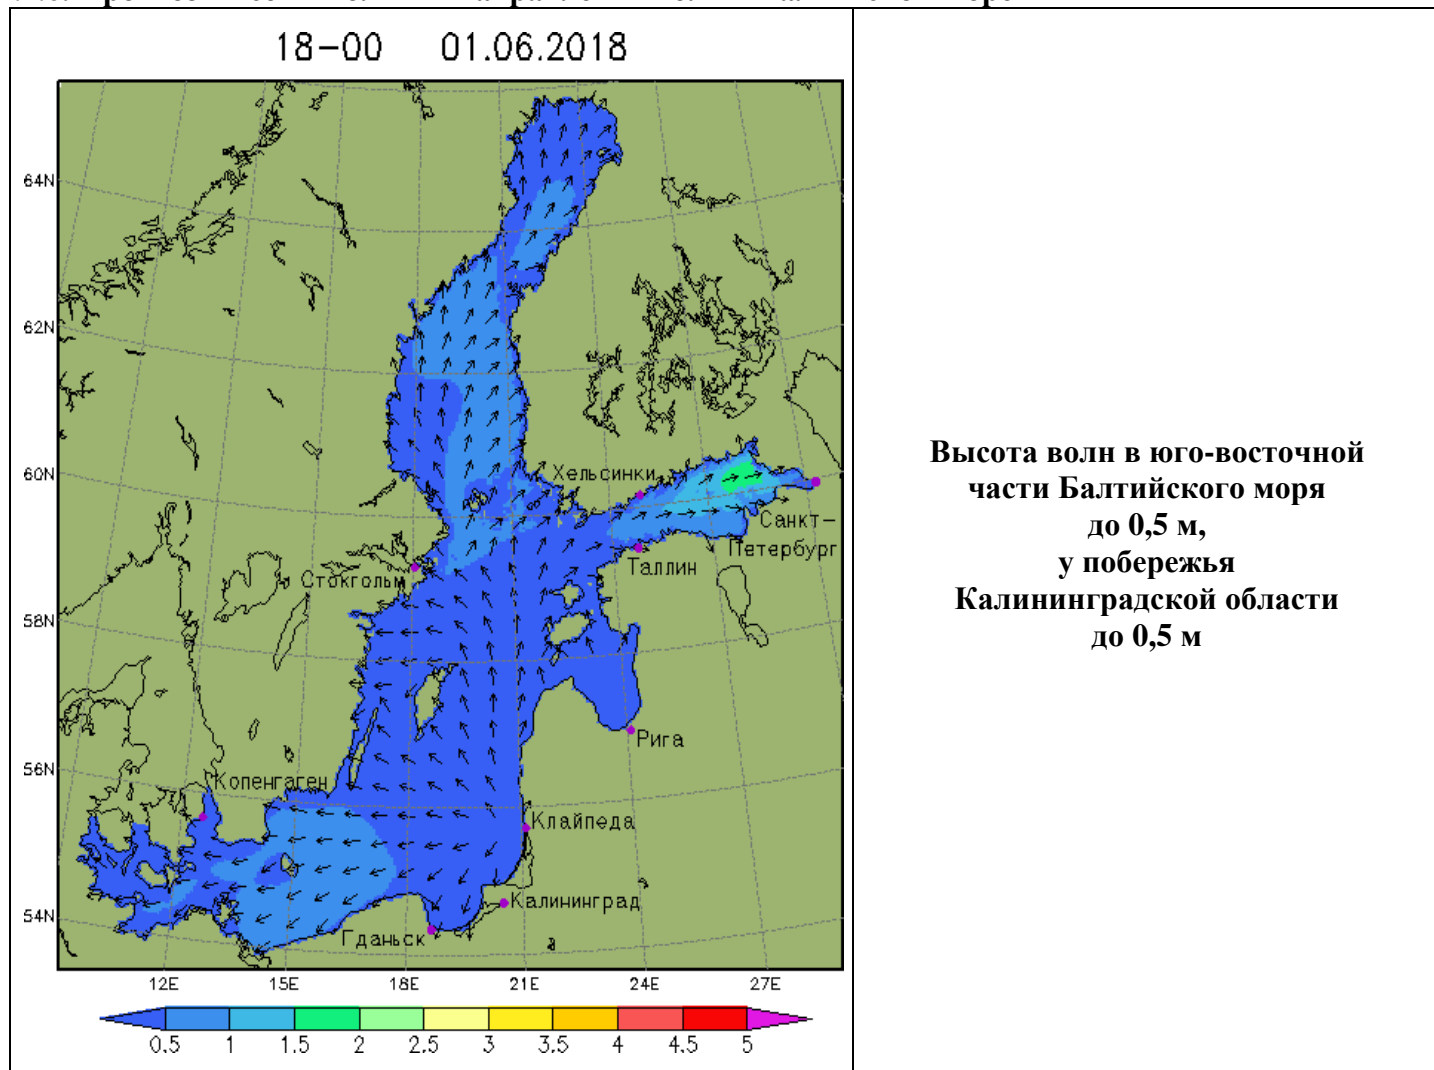 18-00 01.06.2018
64N
62N
60N
58N
56N
54N
Хельсинки
Санкт-
Петербург
Таллин
Стокгольм
Рига
Копенгаген
Клайпеда
Калининград
Гданьск
12E 15E 18E 21E 24E 27E
0.5 1 1.5 2 2.5 3 3.5 4 4.5 5
Высота волн в юго-восточной
части Балтийского моря
до 0,5 м,
у побережья
Калининградской области
до 0,5 м